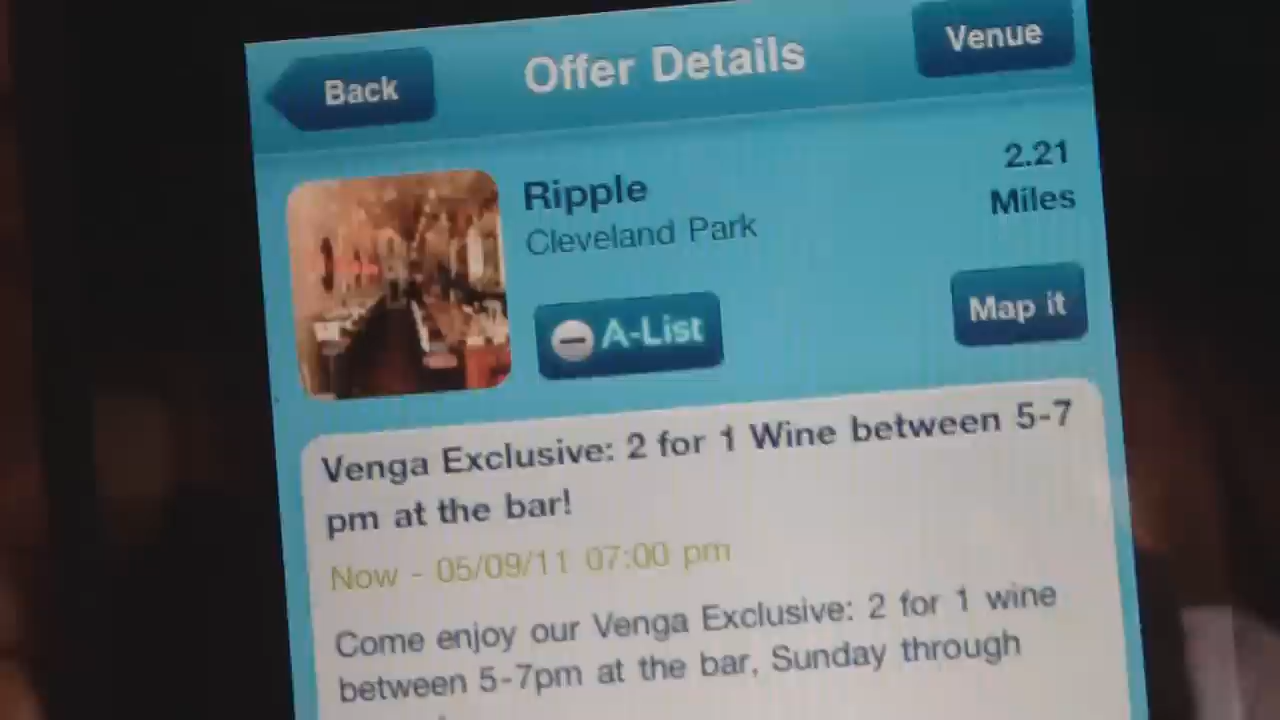 Back
Offer Details
Venue
Ripple
Cleveland Park
2.21
Miles
A-List
Map it
Venga Exclusive: 2 for 1 Wine between 5-7
pm at the bar!
Now - 05/09/11 07:00 pm
Come enjoy our Venga Exclusive: 2 for 1 wine
between 5-7pm at the bar, Sunday through